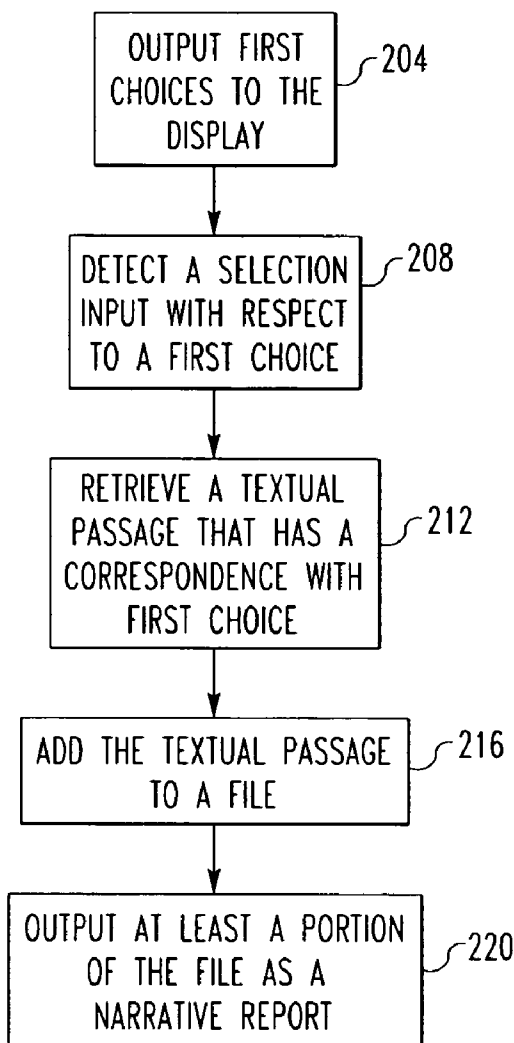 OUTPUT FIRST
CHOICES TO THE
DISPLAY
204
DETECT A SELECTION
INPUT WITH RESPECT
TO A FIRST CHOICE
208
RETRIEVE A TEXTUAL
PASSAGE THAT HAS A
CORRESPONDENCE WITH
FIRST CHOICE
212
ADD THE TEXTUAL PASSAGE
TO A FILE
216
OUTPUT AT LEAST A PORTION
OF THE FILE AS A
NARRATIVE REPORT
220